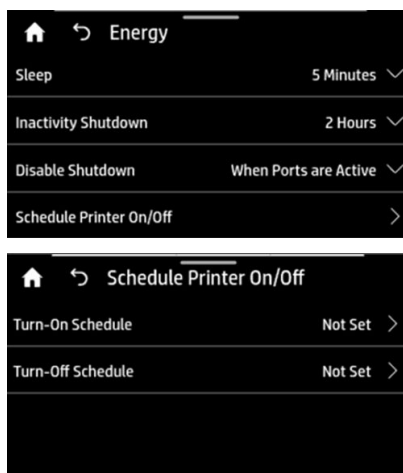 Energy
Sleep 5 Minutes
Inactivity Shutdown 2 Hours
Disable Shutdown When Ports are Active
Schedule Printer On/Off
Schedule Printer On/Off
Turn-On Schedule Not Set
Turn-Off Schedule Not Set